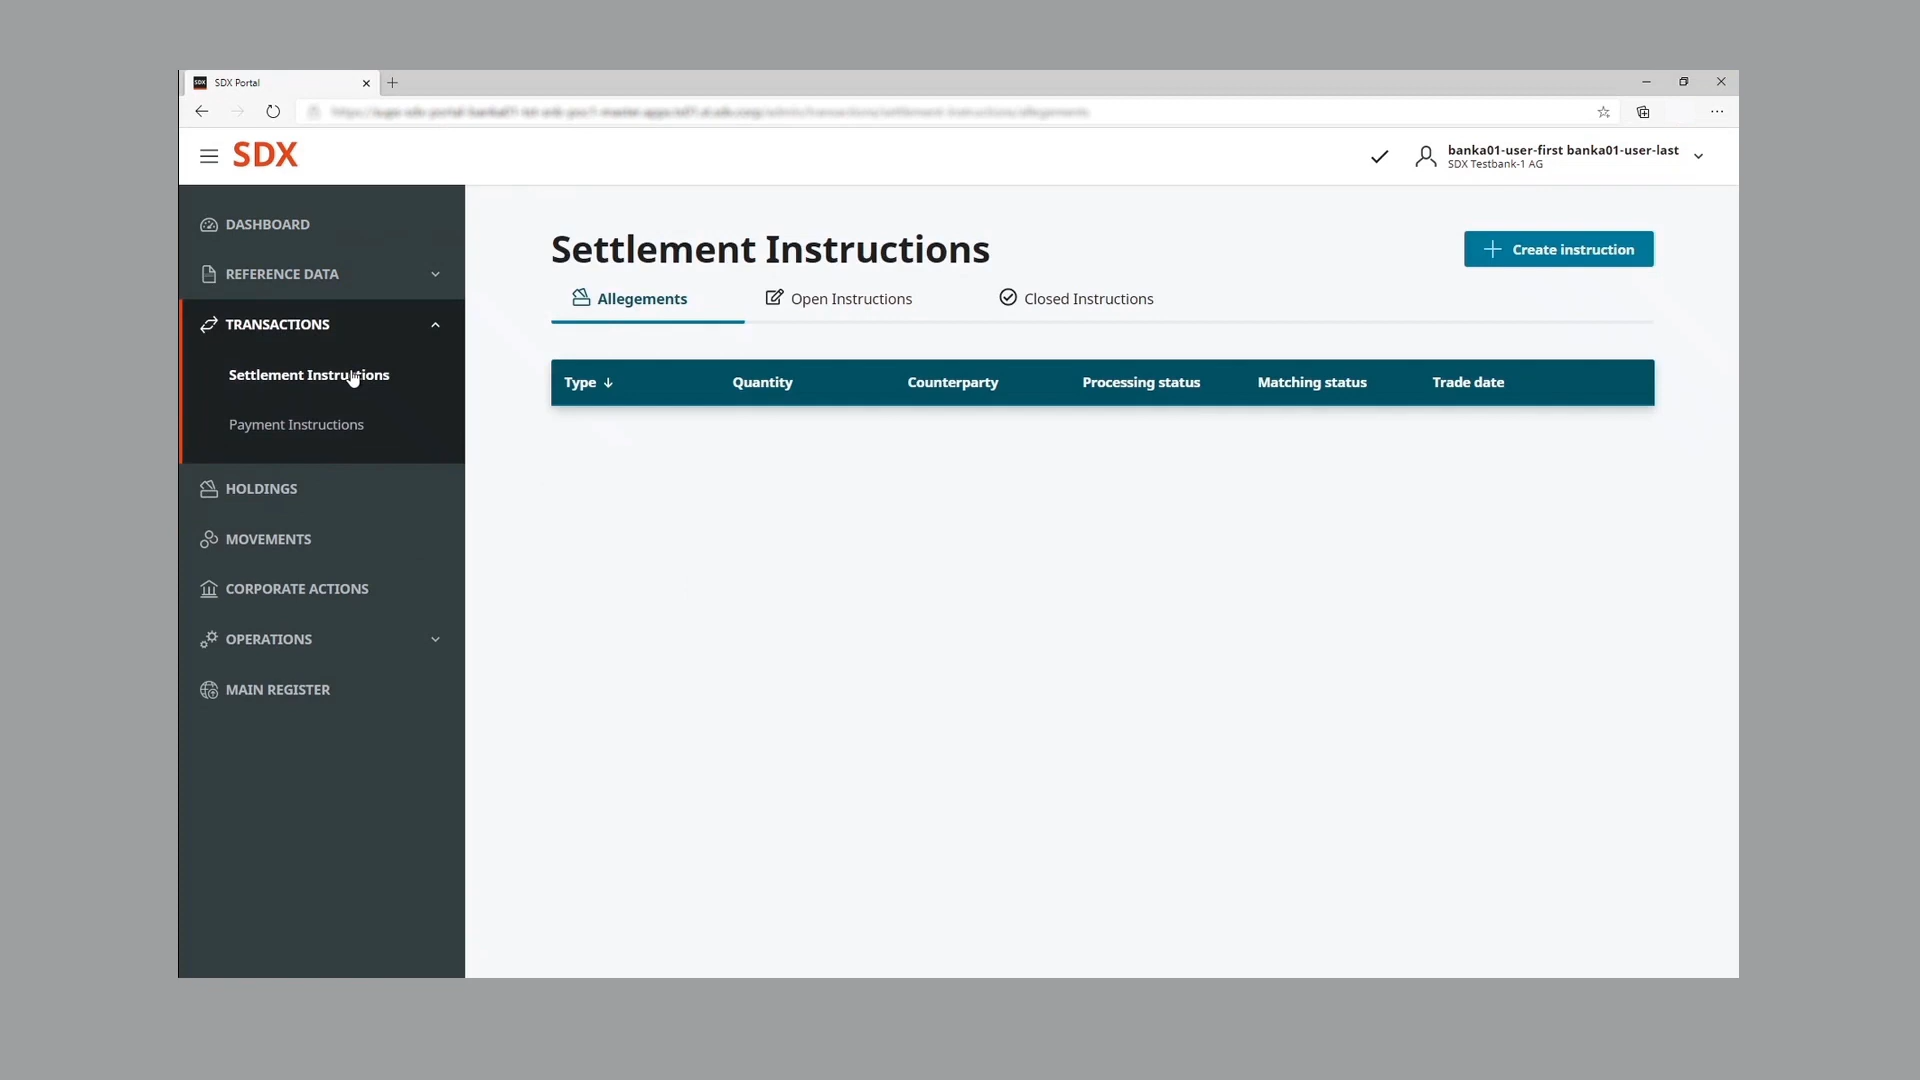 SDX Portal
SDX
banka01-user-first banka01-user-last
SDX Testbank-1 AG
DASHBOARD
REFERENCE DATA
TRANSACTIONS
Settlement Instructions
Payment Instructions
HOLDINGS
MOVEMENTS
CORPORATE ACTIONS
OPERATIONS
MAIN REGISTER
Settlement Instructions
Create instruction
Allegements Open Instructions Closed Instructions
Type Quantity Counterparty Processing status Matching status Trade date